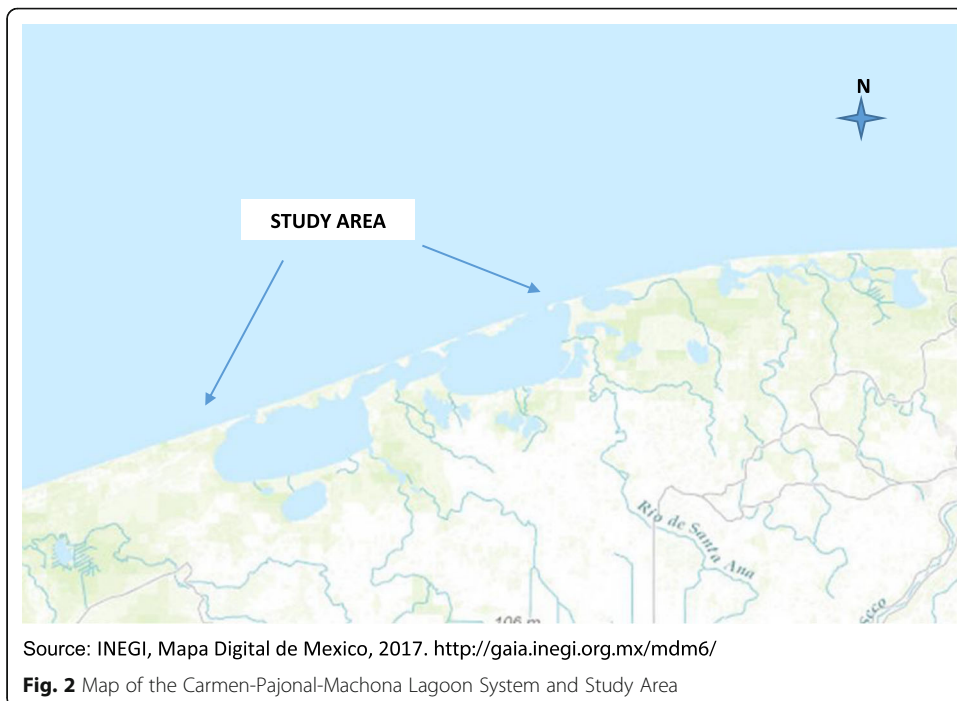 N
STUDY AREA
Río de Santa Ana
106 m
Source: INEGI, Mapa Digital de Mexico, 2017. http://gaia.inegi.org.mx/mdm6/
Fig. 2 Map of the Carmen-Pajonal-Machona Lagoon System and Study Area